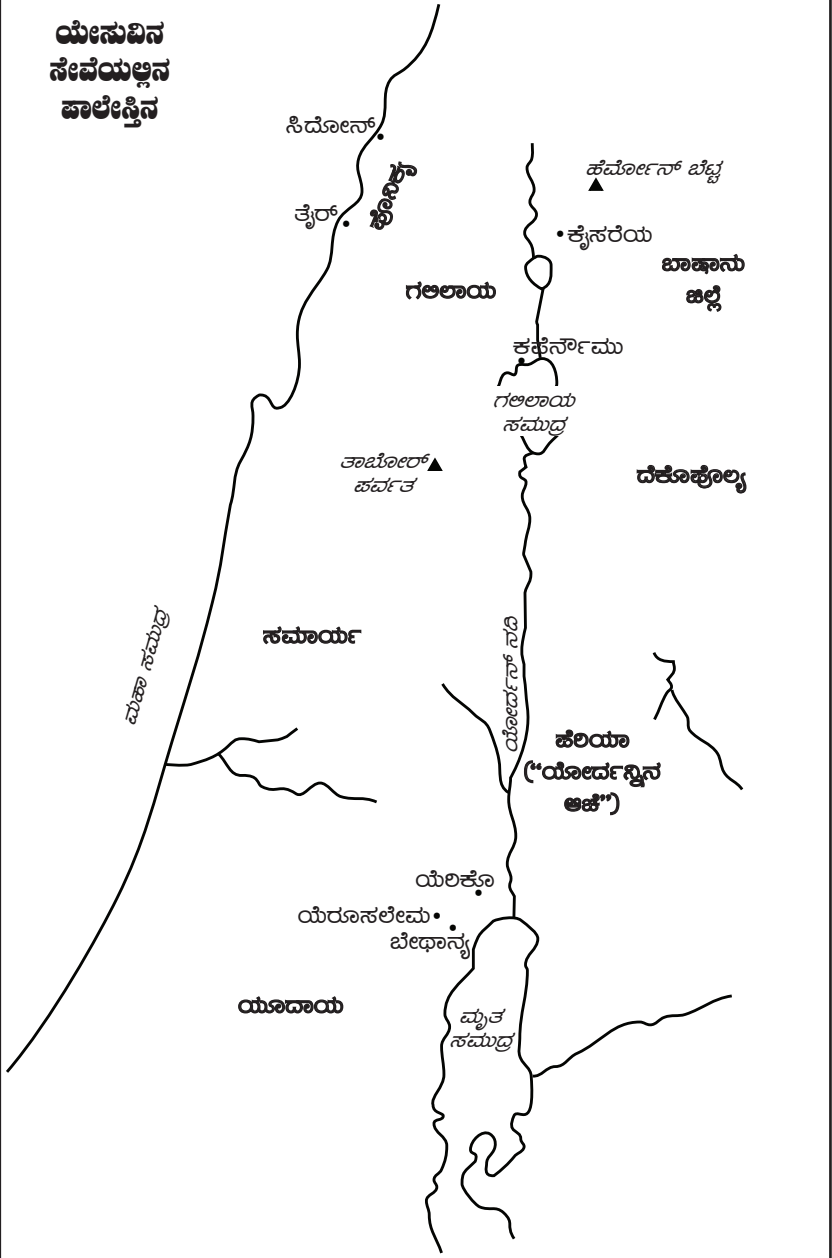 ಯೇಸುವಿನ
ಸೇವೆಯಲ್ಲಿನ
ಪಾಲೇಸ್ತಿನ
ಸಿದೋನ್
ಹೆರ್ಮೋನ್ ಬೆಟ್ಟ
ತೈರ್
ಕೈಸರೆಯ
ಬಾಷಾನು
ಜಿಲ್ಲೆ
ಗಲಿಲಾಯ
ಕಪೆರ್ನೌಮು
ಗಲಿಲಾಯ
ಸಮುದ್ರ
ತಾಬೋರ್
ಪರ್ವತ
ದೆಕೊಪೊಲ್ಯ
ಮಹಾ ಸಮುದ್ರ
ಸಮಾರ್ಯ
ಯೋರ್ದನ್ ನದಿ
ಪೆರಿಯಾ
(“ಯೋರ್ದನ್ನಿನ
ಆಚೆ”)
ಯೆರಿಕೊ
ಯೆರೂಸಲೇಮ
ಬೇಥಾನ್ಯ
ಯೂದಾಯ
ಮೃತ
ಸಮುದ್ರ